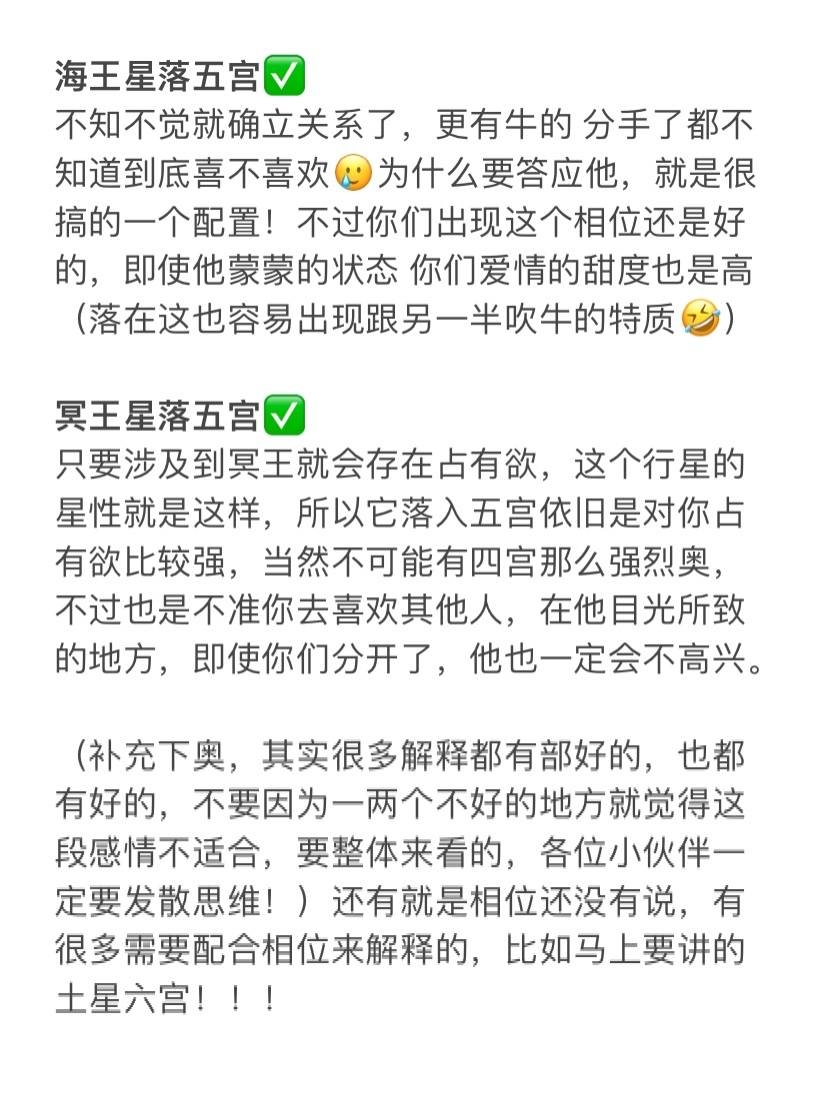 海王星落五宫✅
不知不觉就确立关系了，更有牛的 分手了都不
知道到底喜不喜欢🥲为什么要答应他，就是很
搞的一个配置！不过你们出现这个相位还是好
的，即使他蒙蒙的状态 你们爱情的甜度也是高
（落在这也容易出现跟另一半吹牛的特质🤣）
冥王星落五宫✅
只要涉及到冥王就会存在占有欲，这个行星的
星性就是这样，所以它落入五宫依旧是对你占
有欲比较强，当然不可能有四宫那么强烈奥，
不过也是不准你去喜欢其他人，在他目光所致
的地方，即使你们分开了，他也一定会不高兴。
（补充下奥，其实很多解释都有部好的，也都
有好的，不要因为一两个不好的地方就觉得这
段感情不适合，要整体来看的，各位小伙伴一
定要发散思维！）还有就是相位还没有说，有
很多需要配合相位来解释的，比如马上要讲的
土星六宫！！！